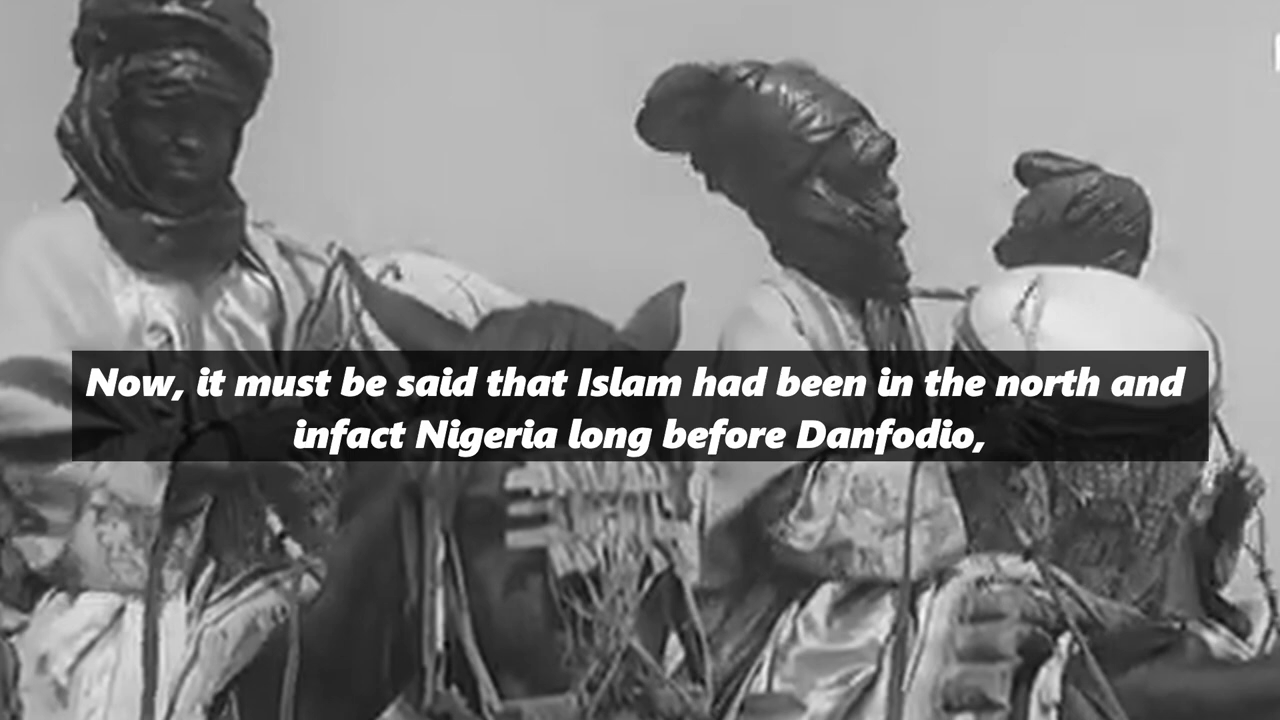 Now, it must be said that Islam had been in the north and
infact Nigeria long before Danfodio,